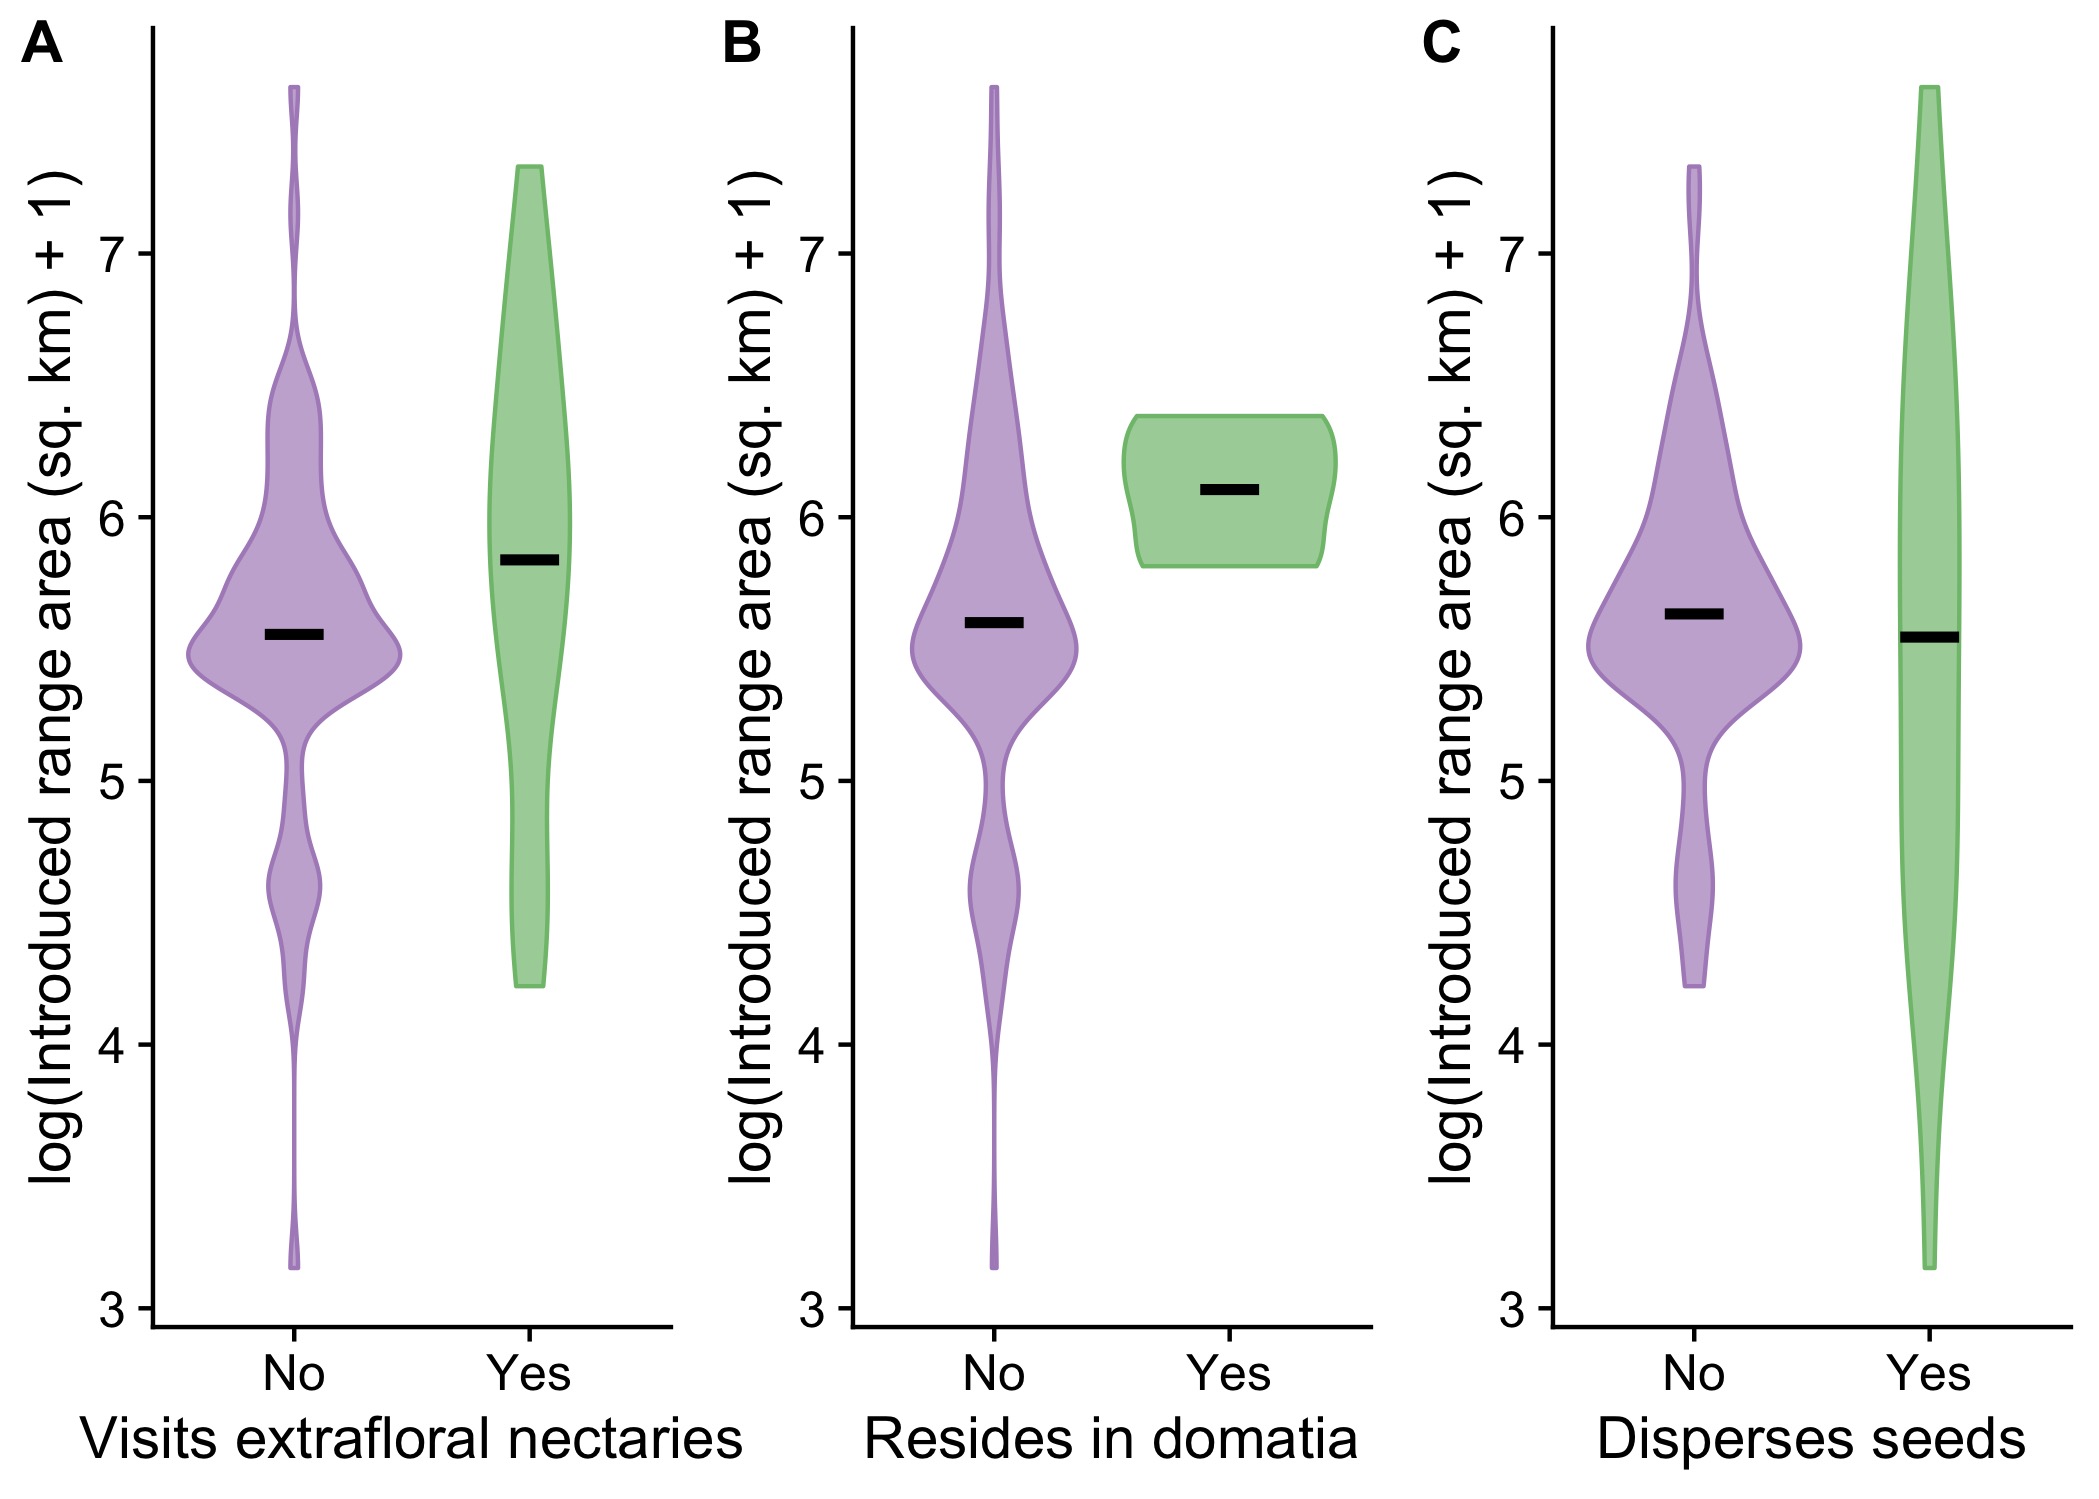 A
log(Introduced range area (sq. km) + 1)
7
6
5
4
3
No Yes
Visits extrafloral nectaries
B
log(Introduced range area (sq. km) + 1)
7
6
5
4
3
No Yes
Resides in domatia
C
log(Introduced range area (sq. km) + 1)
7
6
5
4
3
No Yes
Disperses seeds